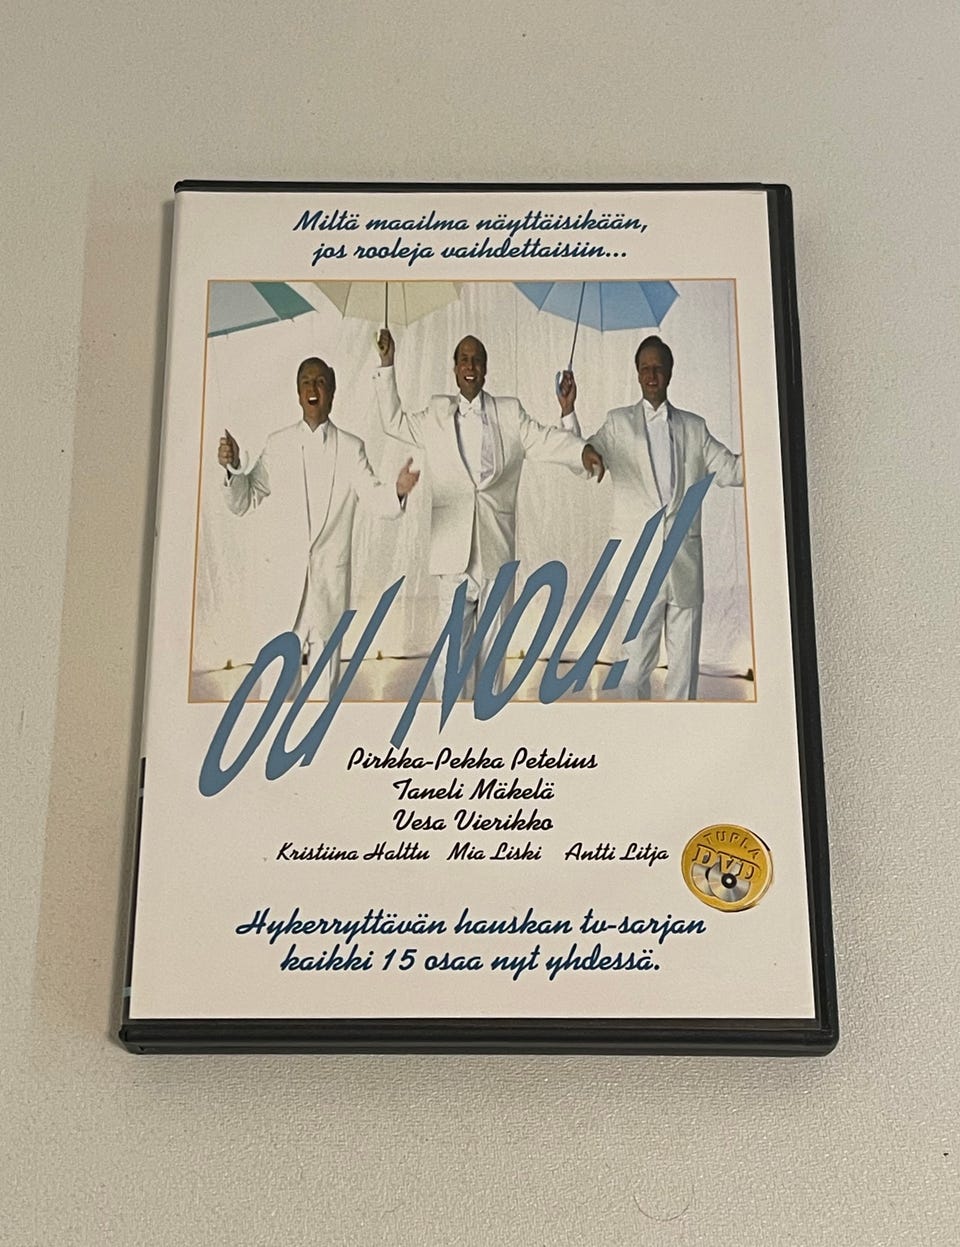 Miltä maailma näyttäisikään,
jos rooleja vaihdettaisiin...
OU NOU!!
Pirkka-Pekka Petelius
Taneli Mäkelä
Vesa Vierikko
Kristiina Halttu Mia Liski Antti Litja
TUPLA
DVD
Hykerryttävän hauskan tv-sarjan
kaikki 15 osaa nyt yhdessä.